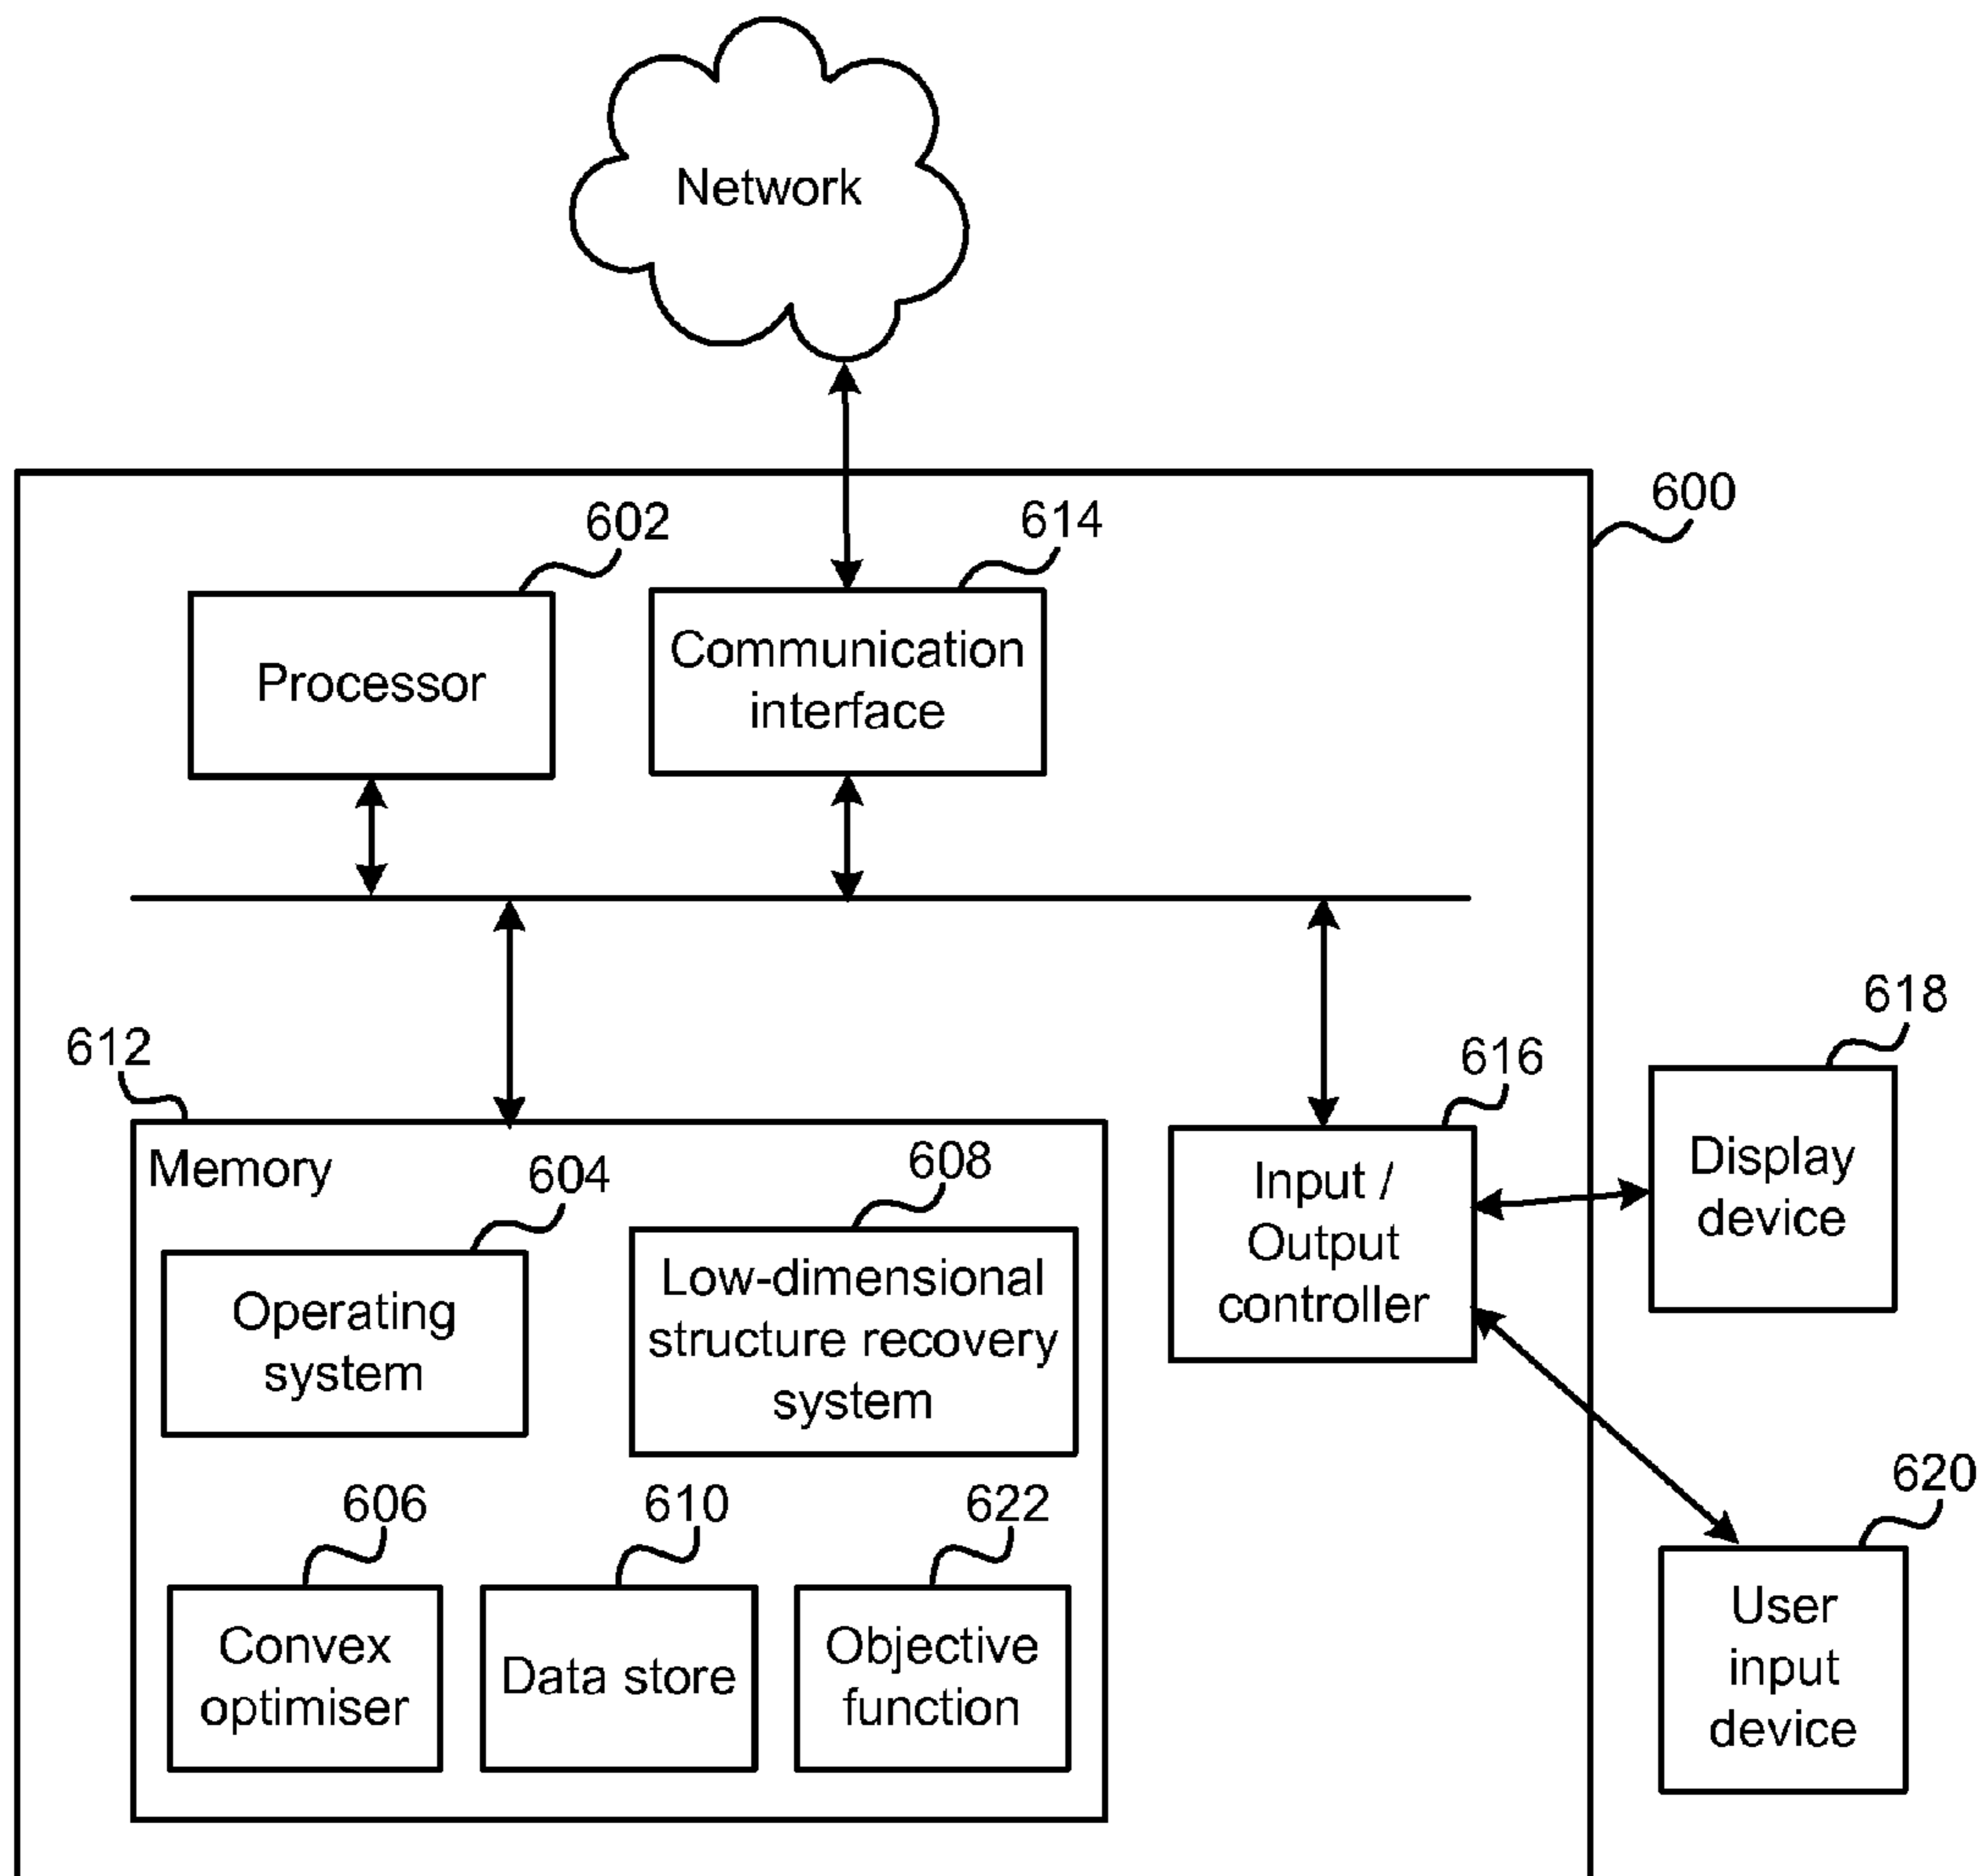 Network
600
602
614
Processor
Communication
interface
618
612
616
Memory
604
608
Display
device
Input /
Output
controller
Operating
system
Low-dimensional
structure recovery
system
620
606
610
622
User
input
device
Convex
optimiser
Data store
Objective
function